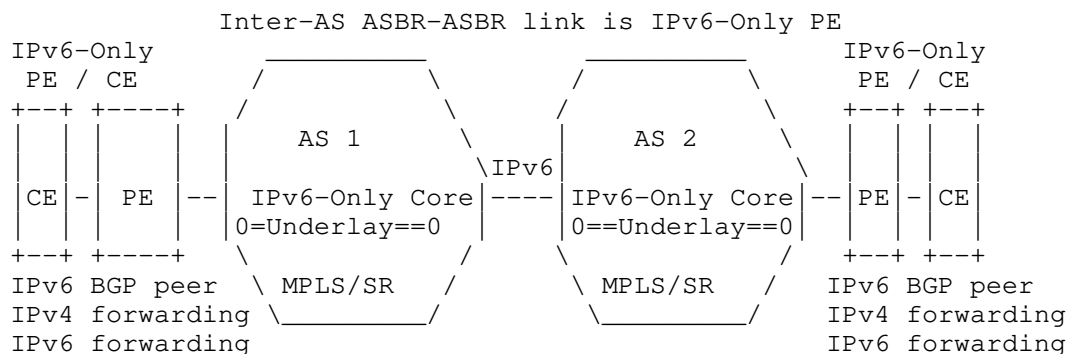 Inter-AS ASBR-ASBR link is IPv6-Only PE
IPv6-Only IPv6-Only
PE / CE PE / CE
AS 1 AS 2
IPv6
CE PE IPv6-Only Core IPv6-Only Core PE CE
0=Underlay==0 0==Underlay==0
MPLS/SR MPLS/SR
IPv6 BGP peer IPv6 BGP peer
IPv4 forwarding IPv4 forwarding
IPv6 forwarding IPv6 forwarding